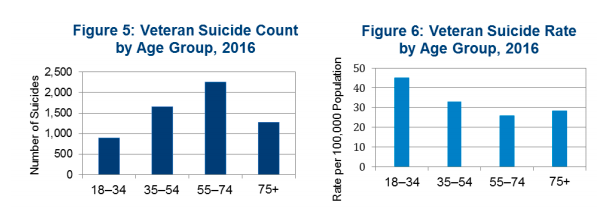 Figure 5: Veteran Suicide Count
by Age Group, 2016
Number of Suicides
2,500
2,000
1,500
1,000
500
0
18–34 35–54 55–74 75+
Figure 6: Veteran Suicide Rate
by Age Group, 2016
Rate per 100,000 Population
50
40
30
20
10
0
18–34 35–54 55–74 75+